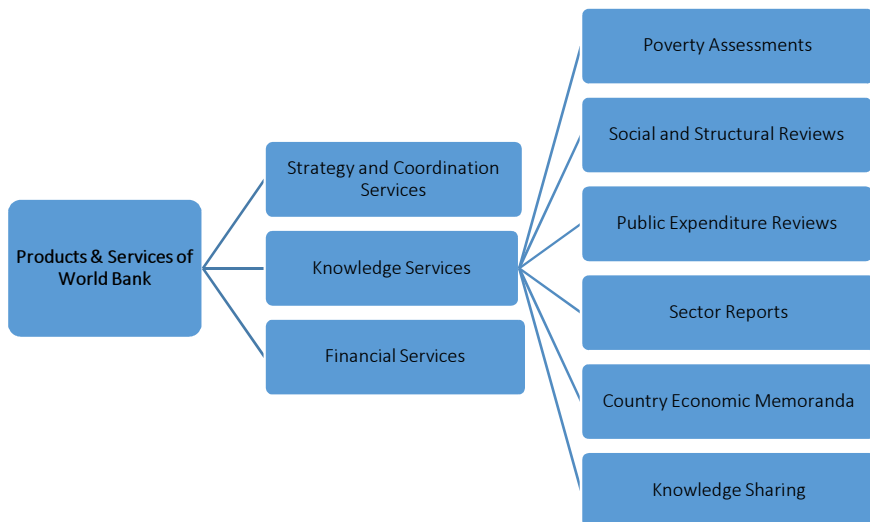 Products & Services of
World Bank
Strategy and Coordination
Services
Knowledge Services
Financial Services
Poverty Assessments
Social and Structural Reviews
Public Expenditure Reviews
Sector Reports
Country Economic Memoranda
Knowledge Sharing